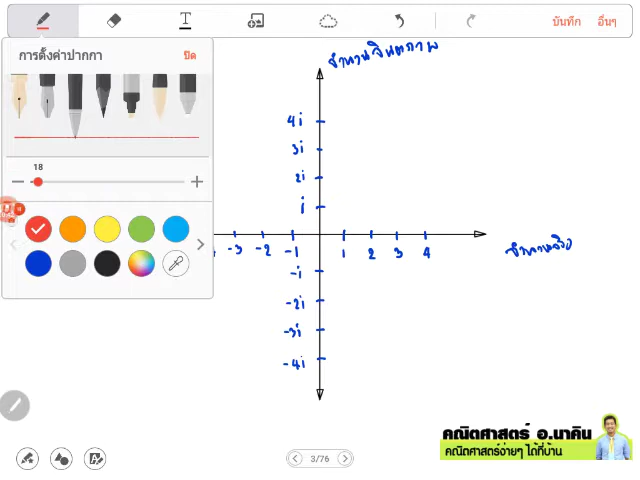 บันทึก อื่นๆ
การตั้งค่าปากกา ปิด
18
จำนวนจินตภาพ
4i
3i
2i
i
-3 -2 -1 1 2 3 4
จำนวนจริง
-i
-2i
-3i
-4i
3/76
คณิตศาสตร์ อ.นาคิน
คณิตศาสตร์ง่ายๆ ได้ที่บ้าน